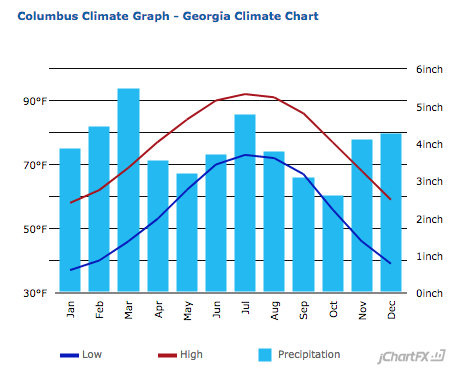 Columbus Climate Graph - Georgia Climate Chart
6inch
90°F
5inch
4inch
70°F
3inch
50°F
2inch
1inch
30°F
0inch
Jan Feb Mar Apr May Jun Jul Aug Sep Oct Nov Dec
Low High Precipitation
jChartFX